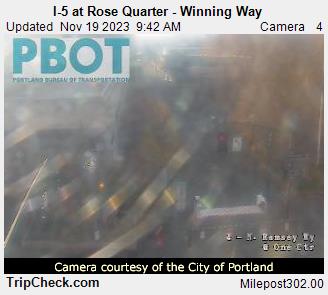 I-5 at Rose Quarter - Winning Way
Updated Nov 19 2023 9:42 AM Camera 4
PBOT
PORTLAND BUREAU OF TRANSPORTATION
N. Ramsey Wy
@ One Ctr
Camera courtesy of the City of Portland
TripCheck.com Milepost302.00